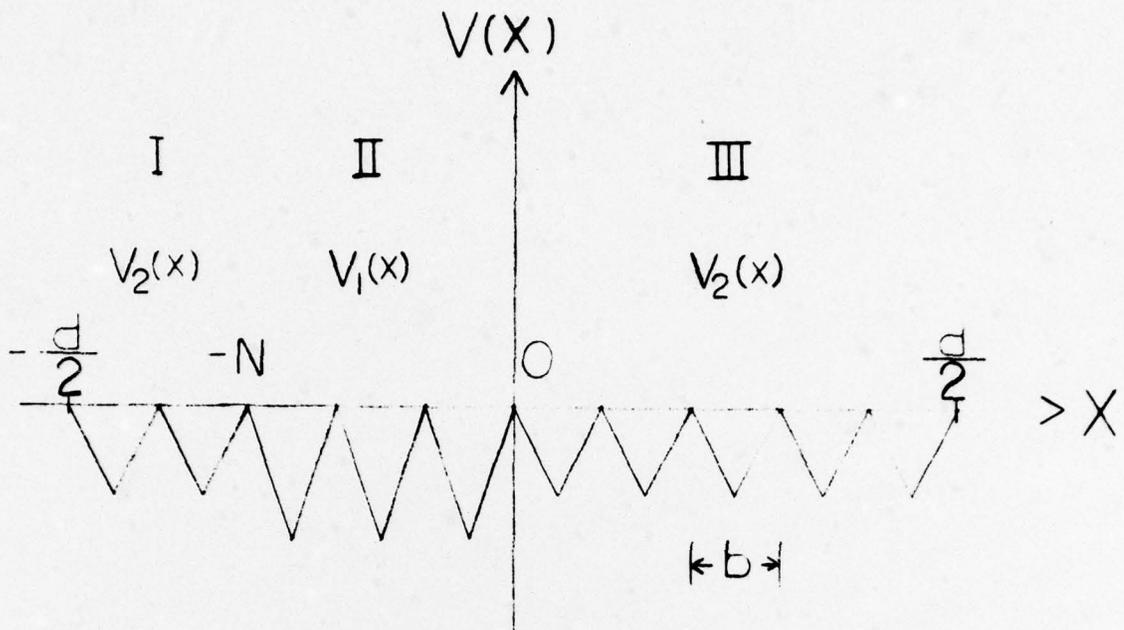 V(X)
I II III
V₂(x) V₁(x) V₂(x)
- d/2 -N O d/2
> X
b